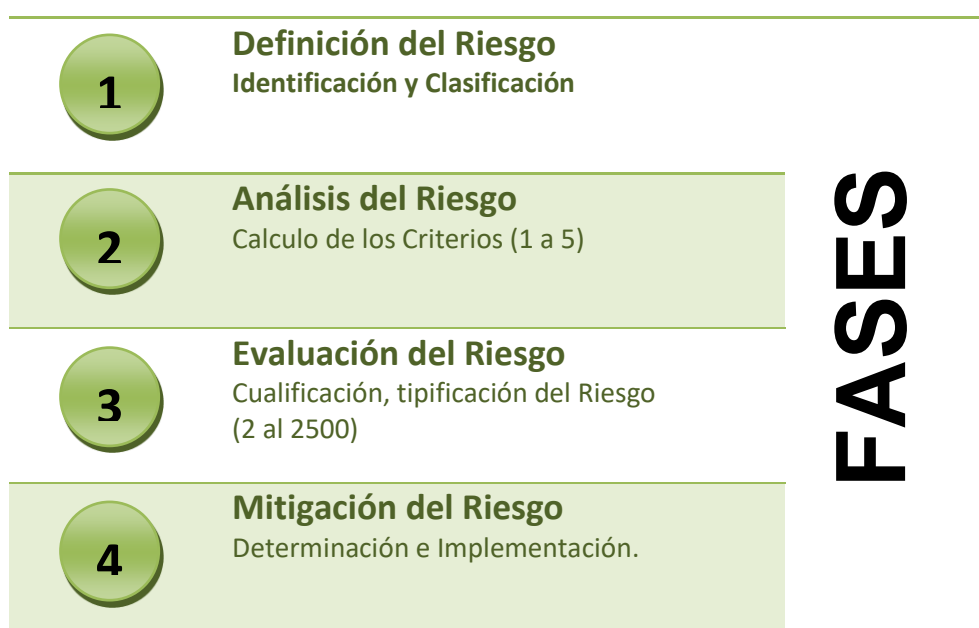 1
Definición del Riesgo
Identificación y Clasificación
2
Análisis del Riesgo
Calculo de los Criterios (1 a 5)
3
Evaluación del Riesgo
Cualificación, tipificación del Riesgo
(2 al 2500)
4
Mitigación del Riesgo
Determinación e Implementación.
FASES